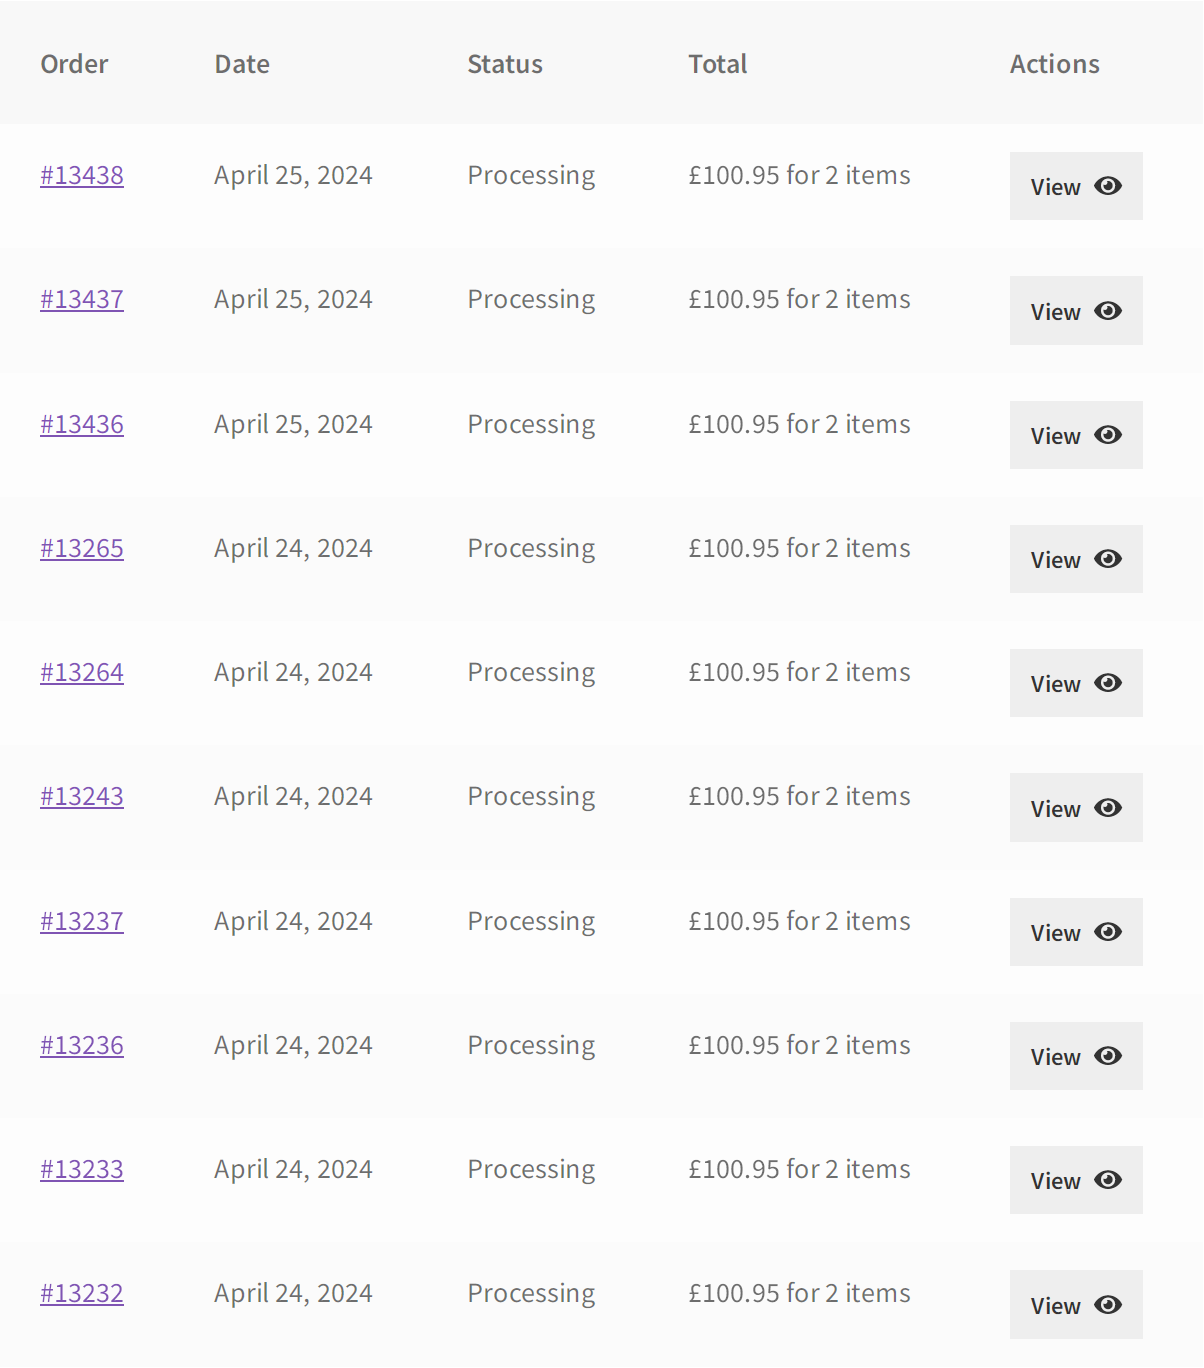 Order Date Status Total Actions
#13438 April 25, 2024 Processing £100.95 for 2 items View
#13437 April 25, 2024 Processing £100.95 for 2 items View
#13436 April 25, 2024 Processing £100.95 for 2 items View
#13265 April 24, 2024 Processing £100.95 for 2 items View
#13264 April 24, 2024 Processing £100.95 for 2 items View
#13243 April 24, 2024 Processing £100.95 for 2 items View
#13237 April 24, 2024 Processing £100.95 for 2 items View
#13236 April 24, 2024 Processing £100.95 for 2 items View
#13233 April 24, 2024 Processing £100.95 for 2 items View
#13232 April 24, 2024 Processing £100.95 for 2 items View